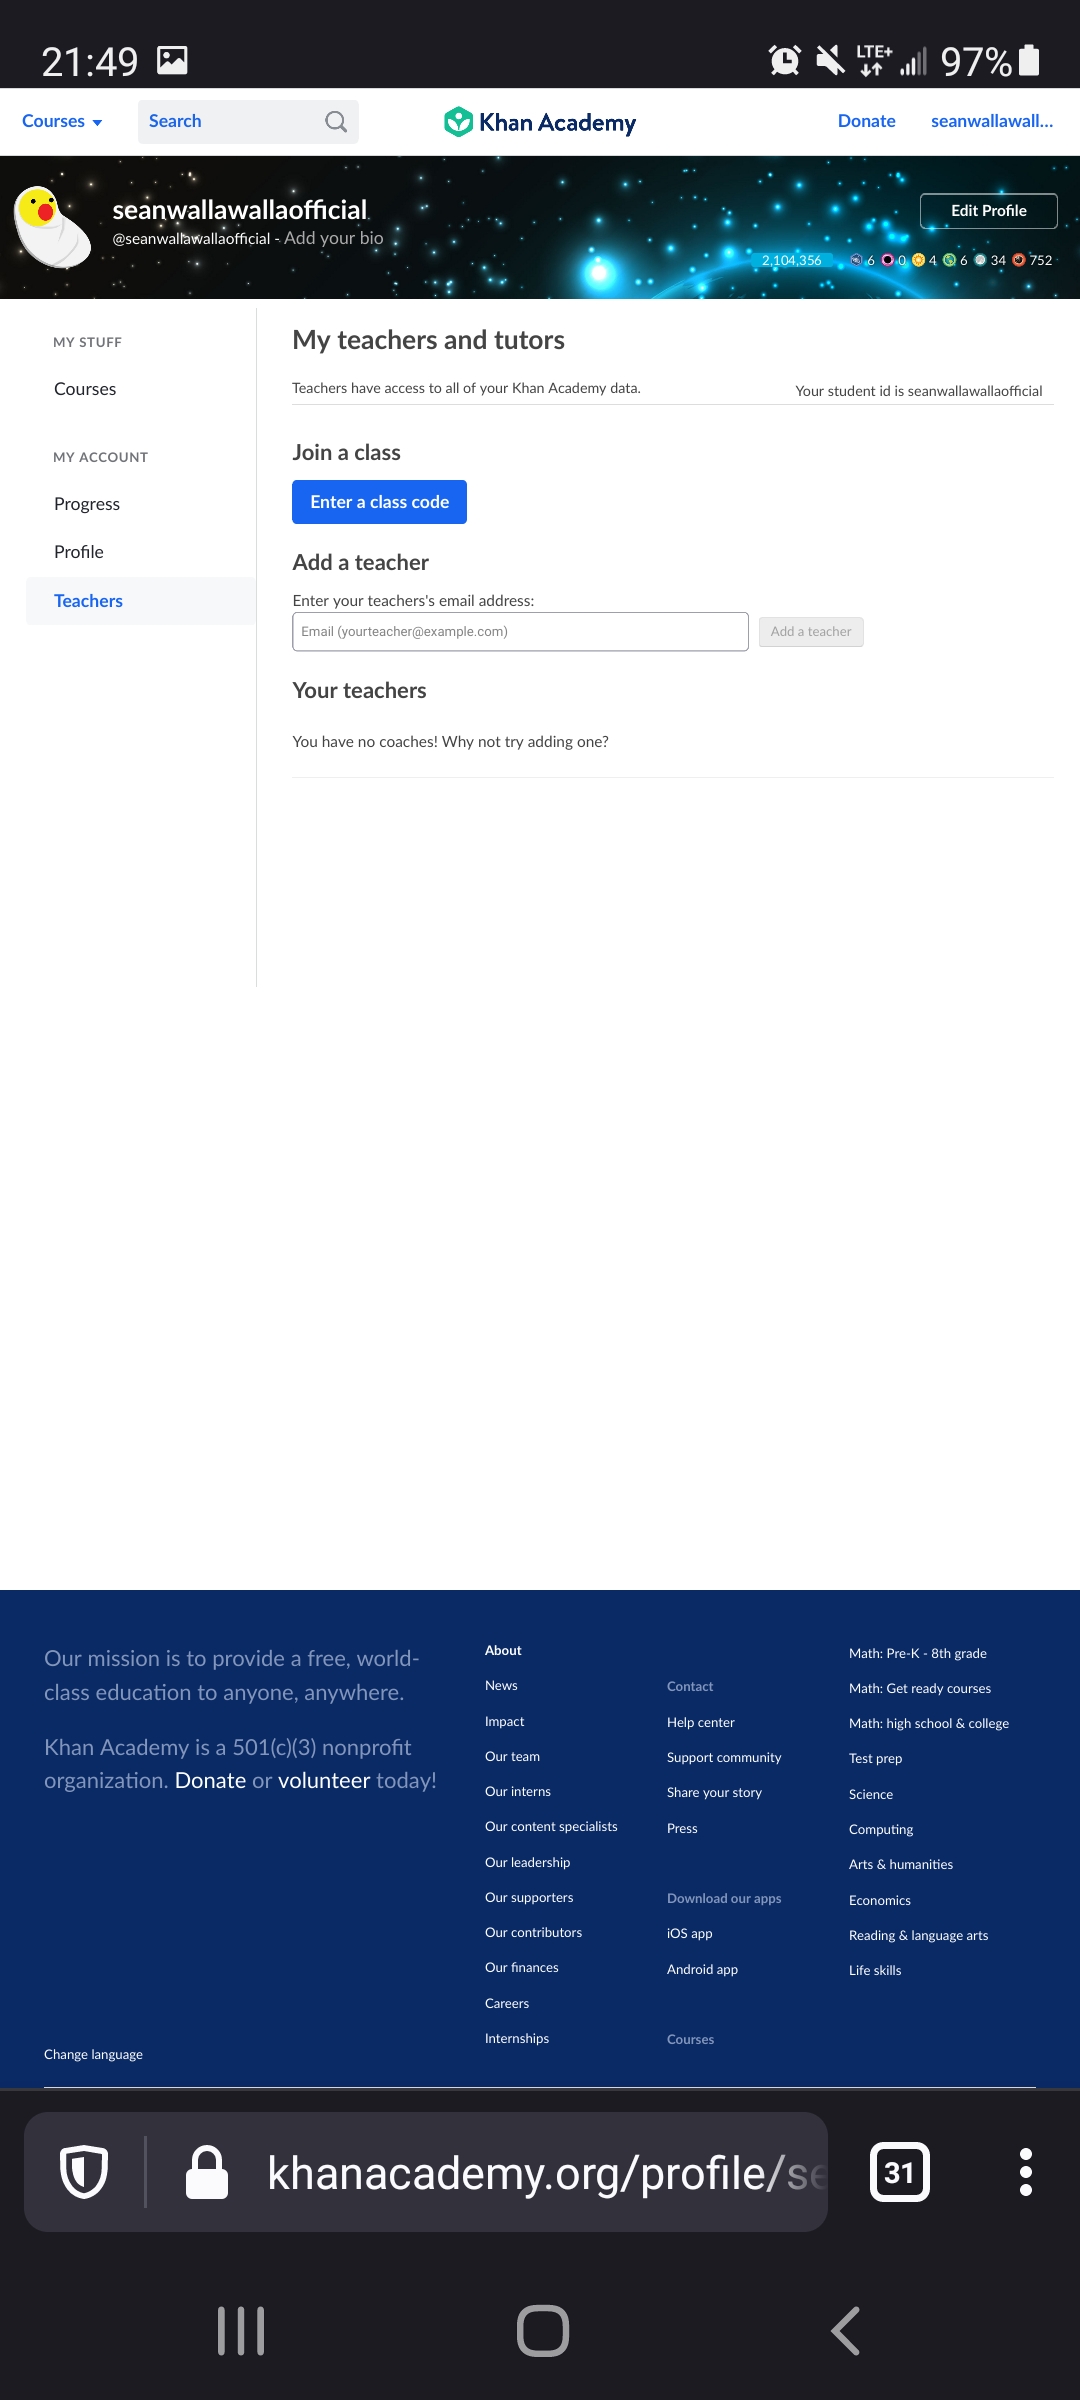 21:49
LTE+ 97%
Courses
Search
Khan Academy
Donate
seanwallawall...
seanwallawallaofficial
@seanwallawallaofficial - Add your bio
Edit Profile
2,104,356 6 0 4 6 34 752
MY STUFF
Courses
MY ACCOUNT
Progress
Profile
Teachers
My teachers and tutors
Teachers have access to all of your Khan Academy data.
Your student id is seanwallawallaofficial
Join a class
Enter a class code
Add a teacher
Enter your teachers's email address:
Email (yourteacher@example.com)
Add a teacher
Your teachers
You have no coaches! Why not try adding one?
Our mission is to provide a free, world-
class education to anyone, anywhere.
Khan Academy is a 501(c)(3) nonprofit
organization. Donate or volunteer today!
About
News
Impact
Our team
Our interns
Our content specialists
Our leadership
Our supporters
Our contributors
Our finances
Careers
Internships
Contact
Help center
Support community
Share your story
Press
Download our apps
iOS app
Android app
Courses
Math: Pre-K - 8th grade
Math: Get ready courses
Math: high school & college
Test prep
Science
Computing
Arts & humanities
Economics
Reading & language arts
Life skills
Change language
khanacademy.org/profile/se
31